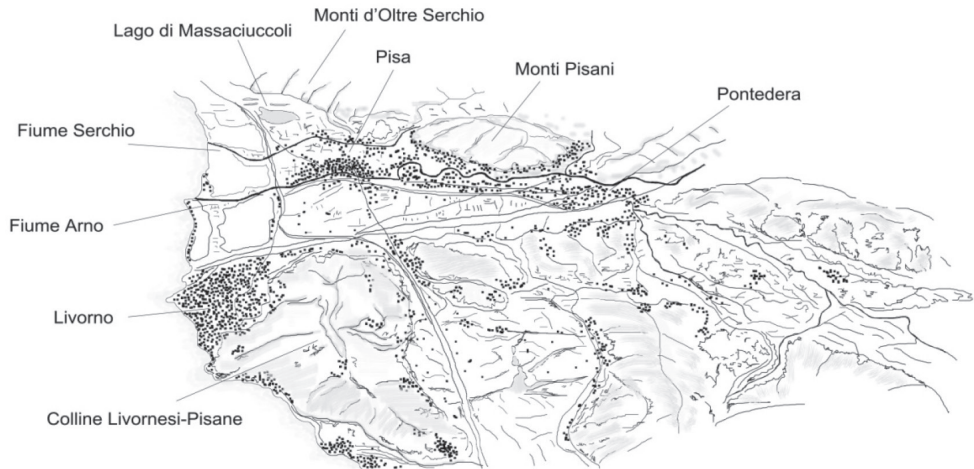 Monti d'Oltre Serchio
Lago di Massaciuccoli
Pisa
Monti Pisani
Pontedera
Fiume Serchio
Fiume Arno
Livorno
Colline Livornesi-Pisane